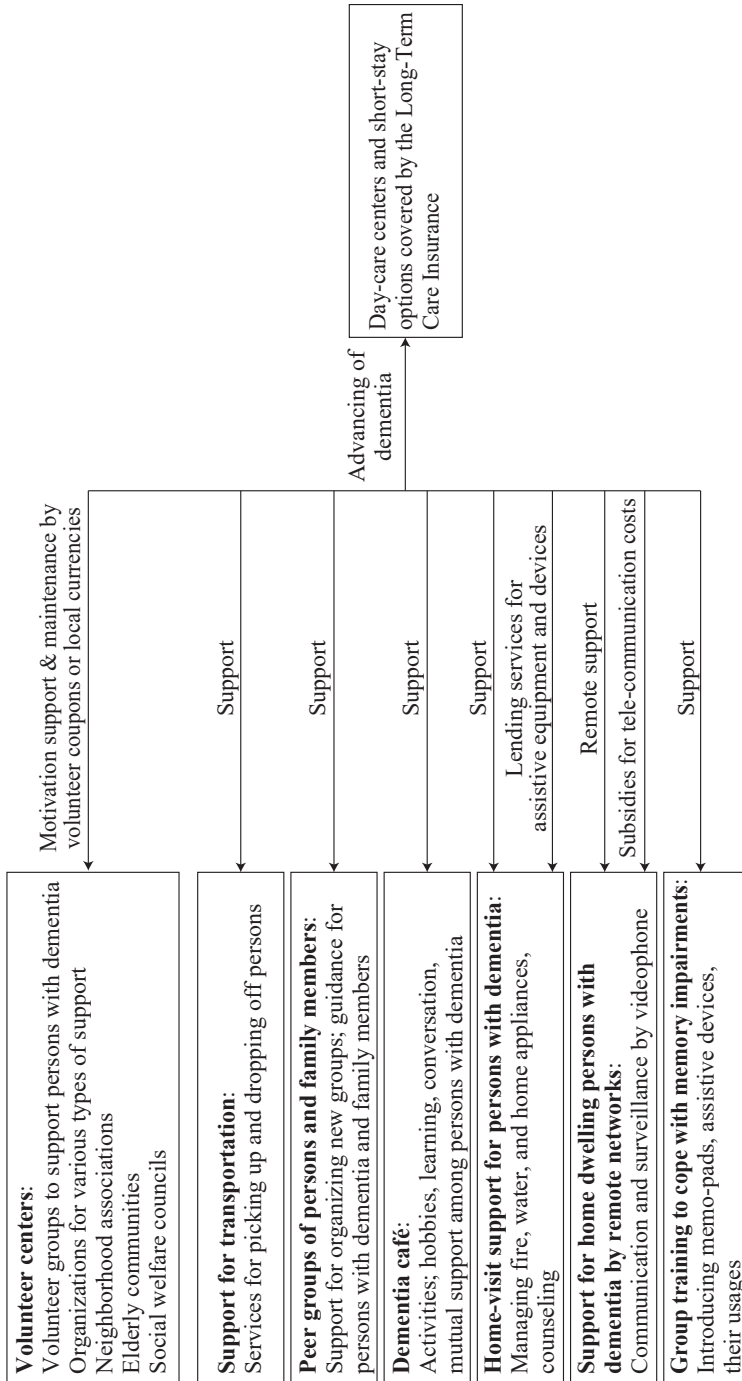 Volunteer centers:
Volunteer groups to support persons with dementia
Organizations for various types of support
Neighborhood associations
Elderly communities
Social welfare councils
Motivation support & maintenance by
volunteer coupons or local currencies
Support for transportation:
Services for picking up and dropping off persons
Support
Peer groups of persons and family members:
Support for organizing new groups; guidance for
persons with dementia and family members
Support
Dementia café:
Activities; hobbies, learning, conversation,
mutual support among persons with dementia
Support
Home-visit support for persons with dementia:
Managing fire, water, and home appliances,
counseling
Support
Lending services for
assistive equipment and devices
Support for home dwelling persons with
dementia by remote networks:
Communication and surveillance by videophone
Remote support
Subsidies for tele-communication costs
Group training to cope with memory impairments:
Introducing memo-pads, assistive devices,
their usages
Support
Advancing of
dementia
Day-care centers and short-stay
options covered by the Long-Term
Care Insurance